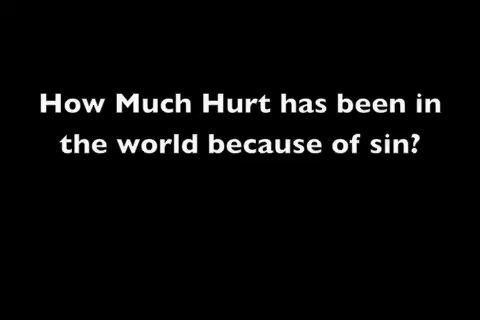 How Much Hurt has been in
the world because of sin?